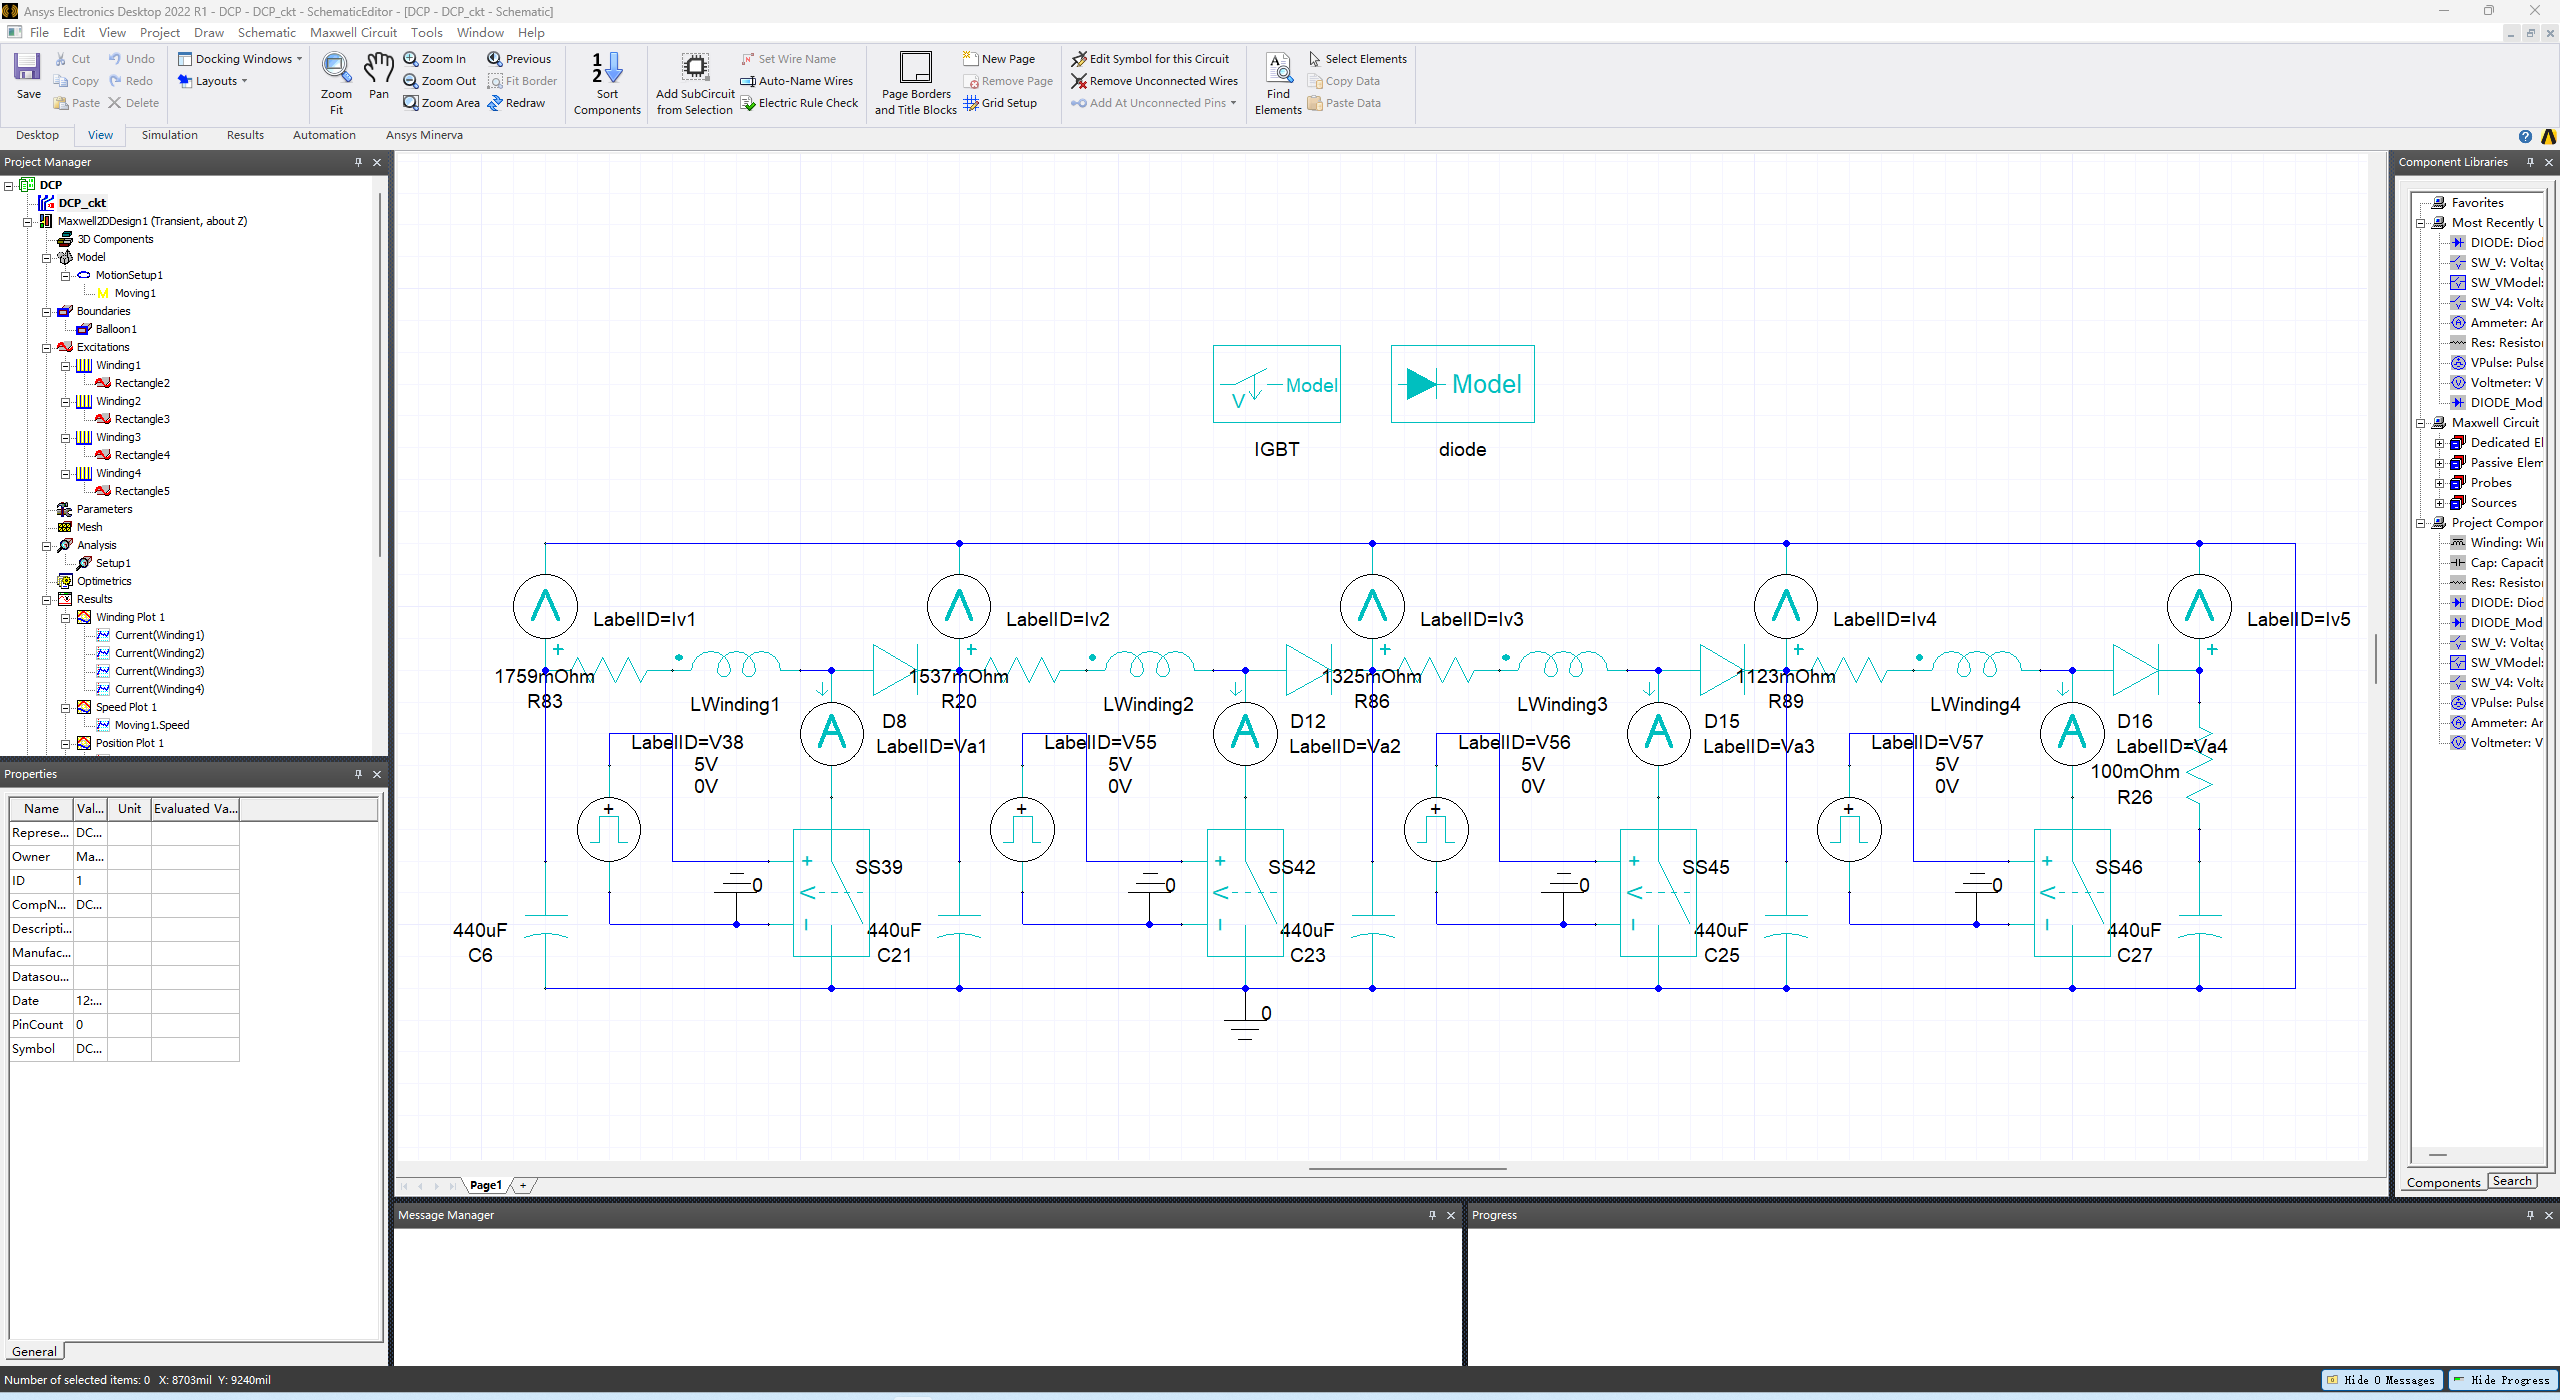 Ansys Electronics Desktop 2022 R1 - DCP - DCP_ckt - SchematicEditor - [DCP - DCP_ckt - Schematic]
File Edit View Project Draw Schematic Maxwell Circuit Tools Window Help
Save
Cut
Copy
Paste
Undo
Redo
Delete
Docking Windows
Layouts
Zoom Fit
Pan
Zoom In
Zoom Out
Zoom Area
Previous
Fit Border
Redraw
Sort Components
Add SubCircuit from Selection
Set Wire Name
Auto-Name Wires
Electric Rule Check
Page Borders and Title Blocks
New Page
Remove Page
Grid Setup
Edit Symbol for this Circuit
Remove Unconnected Wires
Add At Unconnected Pins
Find Elements
Select Elements
Copy Data
Paste Data
Desktop View Simulation Results Automation Ansys Minerva
Project Manager
DCP
DCP_ckt
Maxwell2DDesign1 (Transient, about Z)
3D Components
Model
MotionSetup1
Moving1
Boundaries
Balloon1
Excitations
Winding1
Rectangle2
Winding2
Rectangle3
Winding3
Rectangle4
Winding4
Rectangle5
Parameters
Mesh
Analysis
Setup1
Optimetrics
Results
Winding Plot 1
Current(Winding1)
Current(Winding2)
Current(Winding3)
Current(Winding4)
Speed Plot 1
Moving1.Speed
Position Plot 1
Properties
Name Val... Unit Evaluated Va...
Represe... DC...
Owner Ma...
ID 1
CompN... DC...
Descripti...
Manufac...
Datasou...
Date 12:...
PinCount 0
Symbol DC...
General
V Model
IGBT
Model
diode
LabelID=Iv1 LabelID=Iv2 LabelID=Iv3 LabelID=Iv4 LabelID=Iv5
1759mOhm 1537mOhm 1325mOhm 1123mOhm
R83 R20 R86 R89
LWinding1 LWinding2 LWinding3 LWinding4
A D8 A D12 A D15 A D16
LabelID=V38 LabelID=Va1 LabelID=V55 LabelID=Va2 LabelID=V56 LabelID=Va3 LabelID=V57 LabelID=Va4
5V 5V 5V 5V
0V 0V 0V 0V
100mOhm
R26
SS39 SS42 SS45 SS46
0 0 0 0
440uF 440uF 440uF 440uF 440uF
C6 C21 C23 C25 C27
0
Page1 +
Component Libraries
Favorites
Most Recently U
DIODE: Diod
SW_V: Voltag
SW_VModel:
SW_V4: Volta
Ammeter: Ar
Res: Resistor
VPulse: Pulse
Voltmeter: V
DIODE_Mod
Maxwell Circuit
Dedicated El
Passive Elem
Probes
Sources
Project Compor
Winding: Wi
Cap: Capacit
Res: Resistor
DIODE: Diod
DIODE_Mod
SW_V: Voltag
SW_VModel:
SW_V4: Volta
VPulse: Pulse
Ammeter: Ar
Voltmeter: V
Components Search
Message Manager
Progress
Number of selected items: 0 X: 8703mil Y: 9240mil
Hide 0 Messages Hide Progress